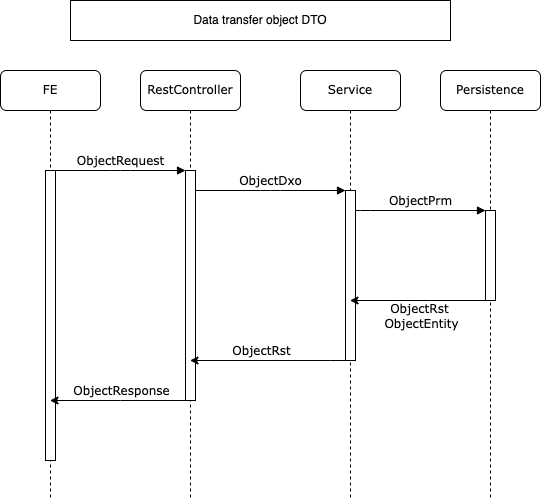 Data transfer object DTO
FE
RestController
Service
Persistence
ObjectRequest
ObjectDxo
ObjectPrm
ObjectRst
ObjectEntity
ObjectRst
ObjectResponse